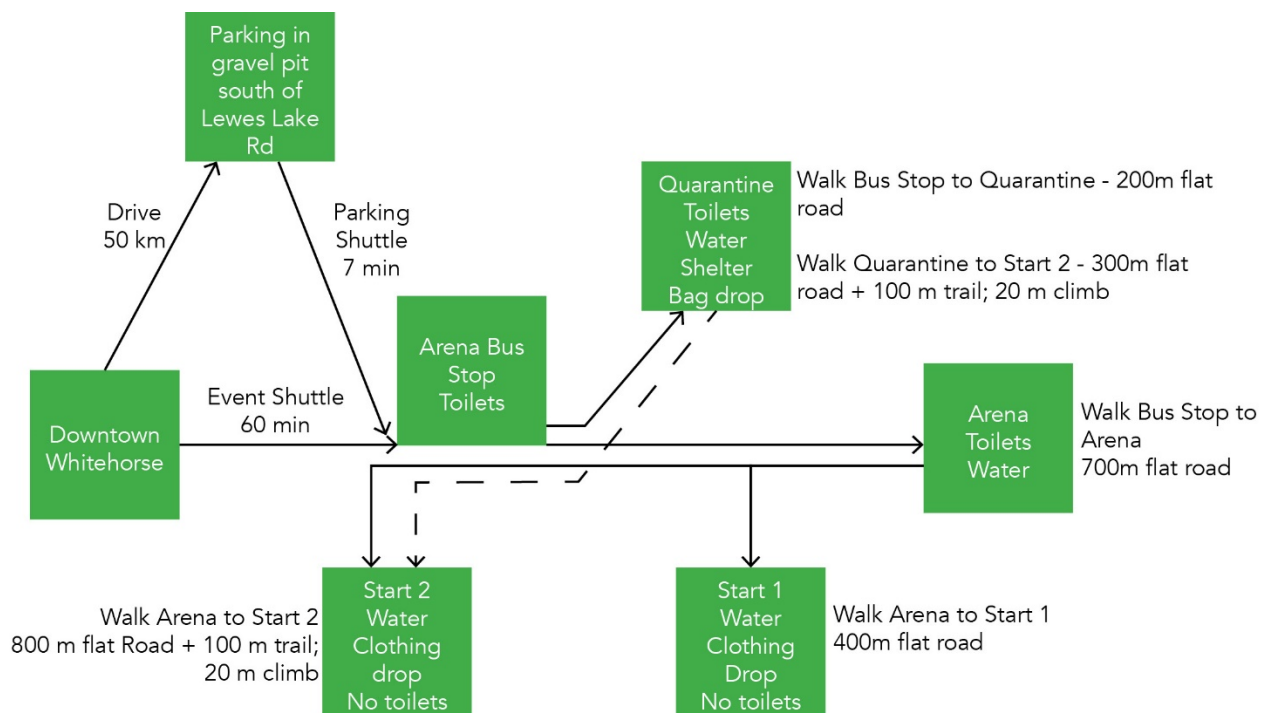 Parking in
gravel pit
south of
Lewes Lake
Rd
Drive
50 km
Parking
Shuttle
7 min
Quarantine
Toilets
Water
Shelter
Bag drop
Walk Bus Stop to Quarantine - 200m flat
road
Walk Quarantine to Start 2 - 300m flat
road + 100 m trail; 20 m climb
Arena Bus
Stop
Toilets
Event Shuttle
60 min
Downtown
Whitehorse
Arena
Toilets
Water
Walk Bus Stop to
Arena
700m flat road
Walk Arena to Start 2
800 m flat Road + 100 m trail;
20 m climb
Start 2
Water
Clothing
drop
No toilets
Start 1
Water
Clothing
Drop
No toilets
Walk Arena to Start 1
400m flat road